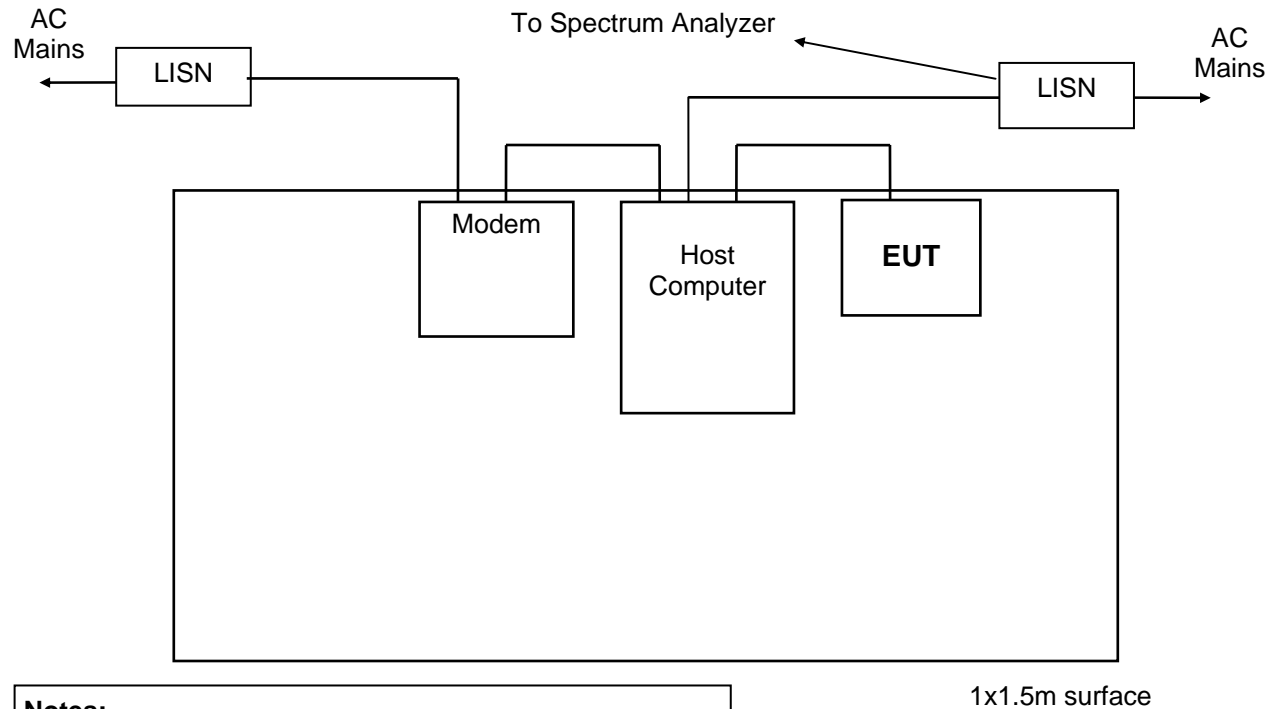 AC
Mains
LISN
To Spectrum Analyzer
LISN
AC
Mains
Modem
Host
Computer
EUT
1x1.5m surface
Notes: